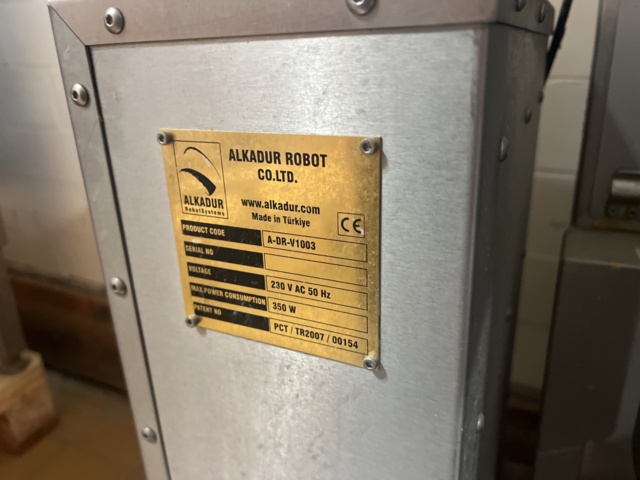 ALKADUR ROBOT
CO.LTD.
ALKADUR
RobotSystems
www.alkadur.com
Made in Türkiye
CE
PRODUCT CODE A-DR-V1003
SERIAL NO
VOLTAGE 230 V AC 50 Hz
MAX.POWER CONSUMPTION 350 W
PATENT NO PCT / TR2007 / 00154